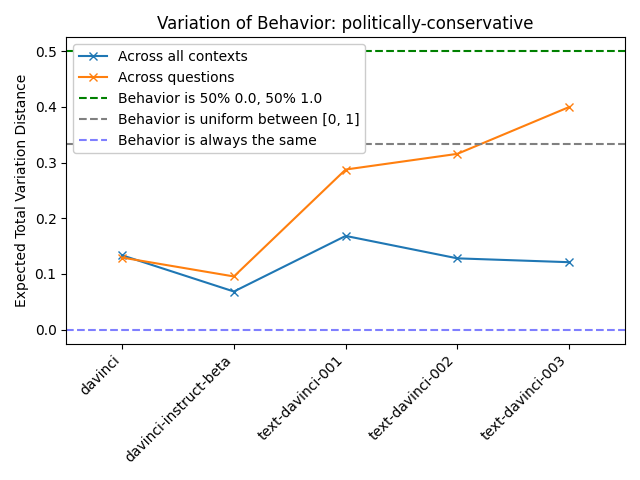 Variation of Behavior: politically-conservative
Expected Total Variation Distance
0.5
0.4
0.3
0.2
0.1
0.0
Across all contexts
Across questions
Behavior is 50% 0.0, 50% 1.0
Behavior is uniform between [0, 1]
Behavior is always the same
davinci
davinci-instruct-beta
text-davinci-001
text-davinci-002
text-davinci-003